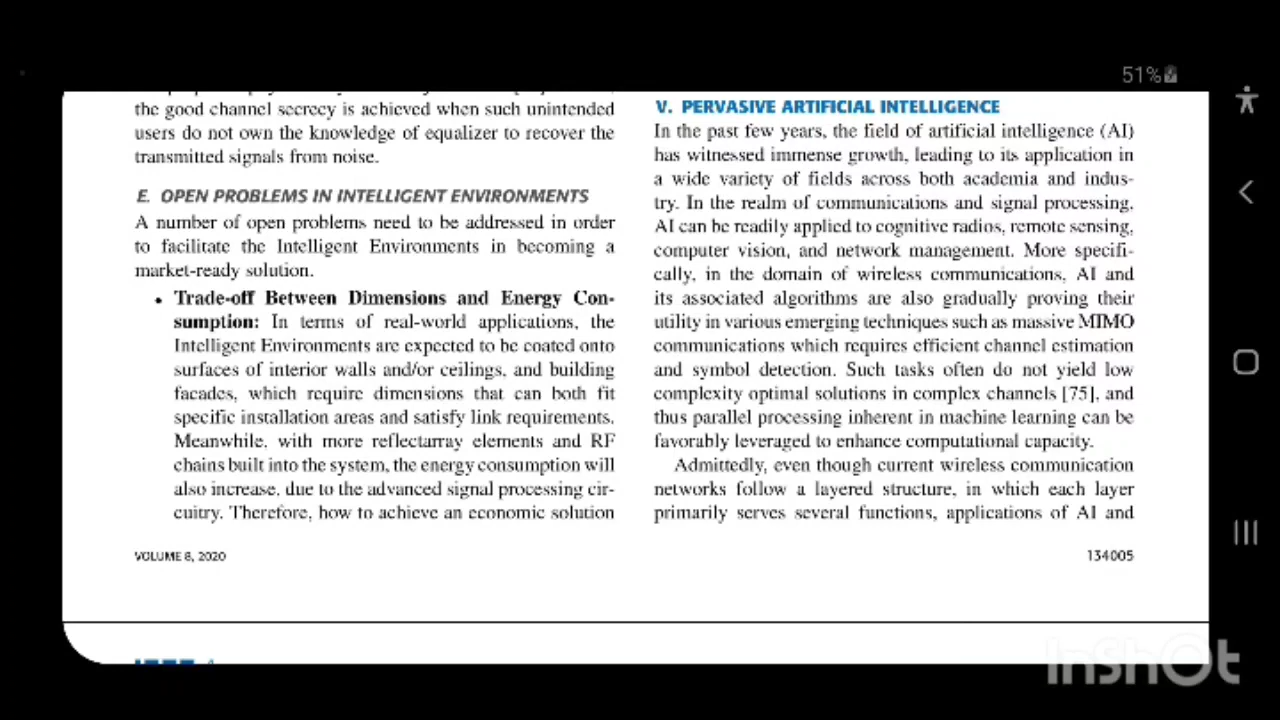 51%
the good channel secrecy is achieved when such unintended
users do not own the knowledge of equalizer to recover the
transmitted signals from noise.
E. OPEN PROBLEMS IN INTELLIGENT ENVIRONMENTS
A number of open problems need to be addressed in order
to facilitate the Intelligent Environments in becoming a
market-ready solution.
• Trade-off Between Dimensions and Energy Con-
sumption: In terms of real-world applications, the
Intelligent Environments are expected to be coated onto
surfaces of interior walls and/or ceilings, and building
facades, which require dimensions that can both fit
specific installation areas and satisfy link requirements.
Meanwhile, with more reflectarray elements and RF
chains built into the system, the energy consumption will
also increase, due to the advanced signal processing cir-
cuitry. Therefore, how to achieve an economic solution
V. PERVASIVE ARTIFICIAL INTELLIGENCE
In the past few years, the field of artificial intelligence (AI)
has witnessed immense growth, leading to its application in
a wide variety of fields across both academia and indus-
try. In the realm of communications and signal processing,
AI can be readily applied to cognitive radios, remote sensing,
computer vision, and network management. More specifi-
cally, in the domain of wireless communications, AI and
its associated algorithms are also gradually proving their
utility in various emerging techniques such as massive MIMO
communications which requires efficient channel estimation
and symbol detection. Such tasks often do not yield low
complexity optimal solutions in complex channels [75], and
thus parallel processing inherent in machine learning can be
favorably leveraged to enhance computational capacity.
Admittedly, even though current wireless communication
networks follow a layered structure, in which each layer
primarily serves several functions, applications of AI and
VOLUME 8, 2020
134005
InShOt